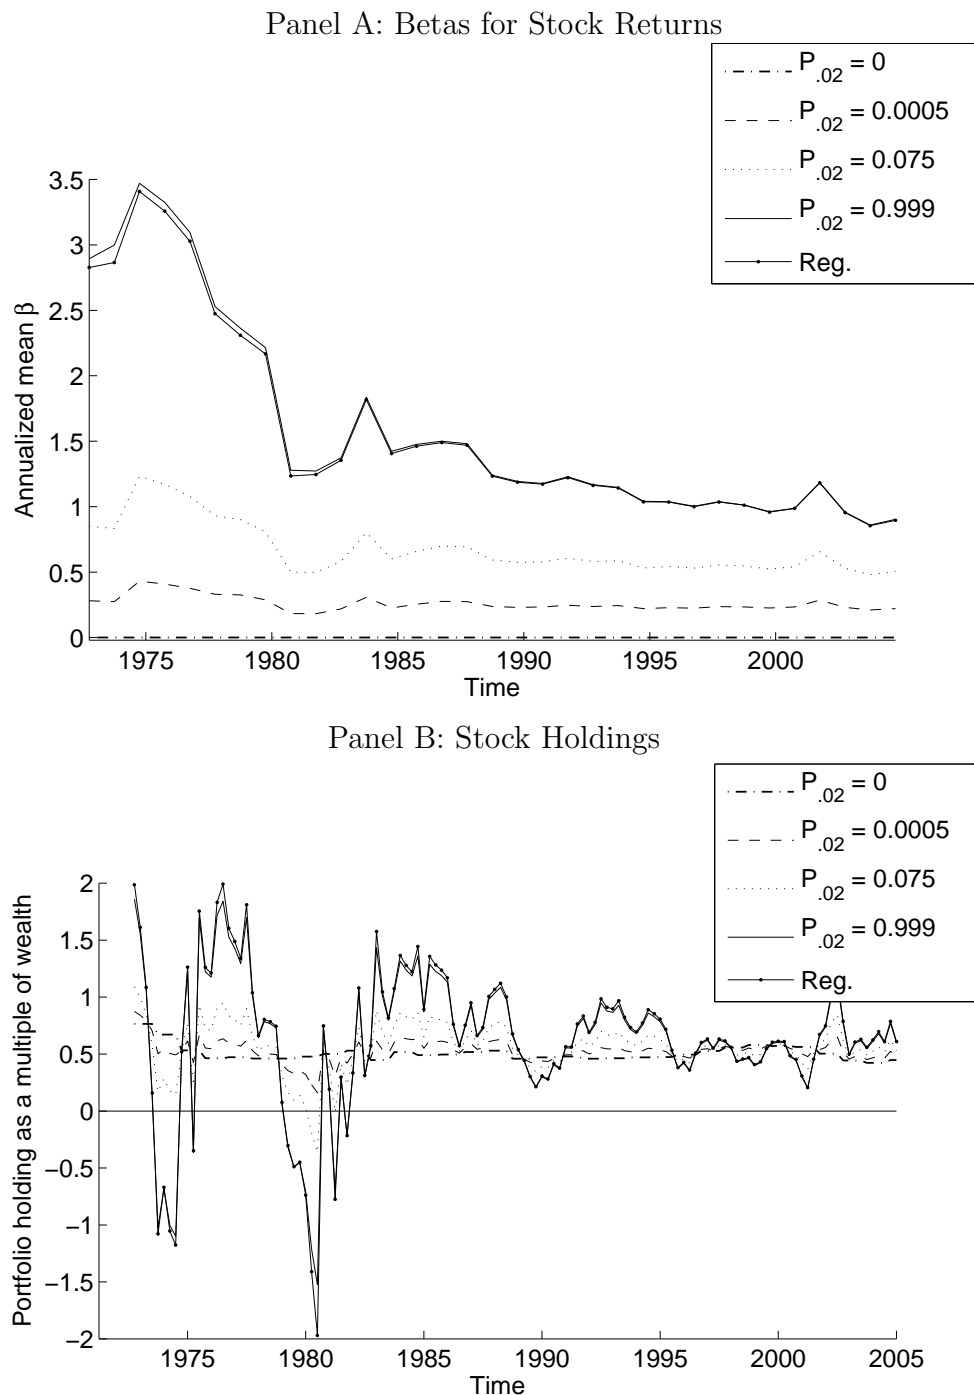 Panel A: Betas for Stock Returns
P.02 = 0
P.02 = 0.0005
P.02 = 0.075
P.02 = 0.999
Reg.
Annualized mean β
3.5
3
2.5
2
1.5
1
0.5
0
1975 1980 1985 1990 1995 2000
Time
Panel B: Stock Holdings
P.02 = 0
P.02 = 0.0005
P.02 = 0.075
P.02 = 0.999
Reg.
Portfolio holding as a multiple of wealth
2
1.5
1
0.5
0
−0.5
−1
−1.5
−2
1975 1980 1985 1990 1995 2000 2005
Time